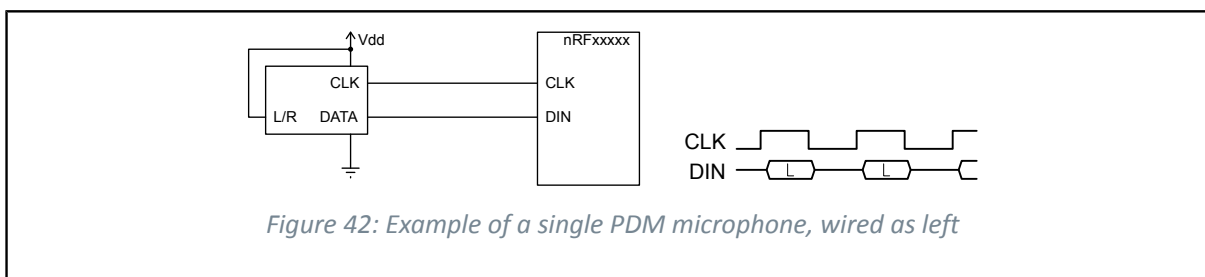 Vdd
nRFxxxxx
CLK
CLK
L/R DATA
DIN
CLK
DIN
L
L
Figure 42: Example of a single PDM microphone, wired as left